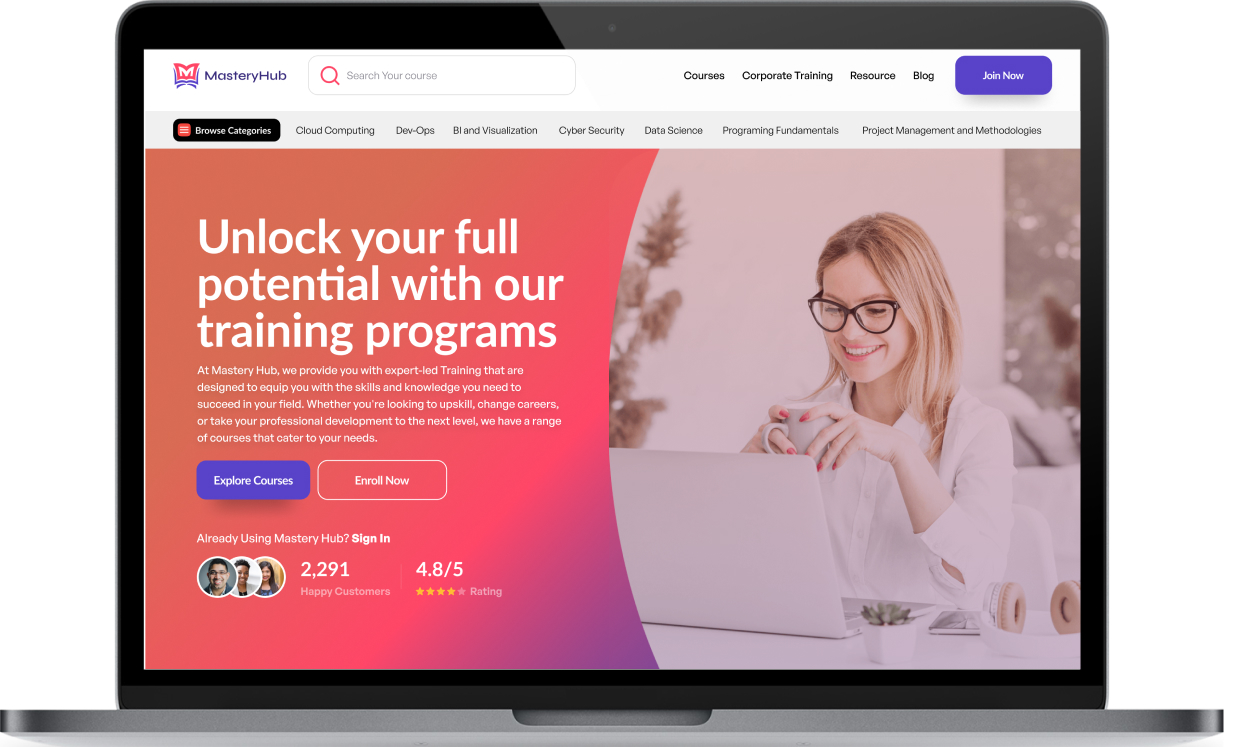 MasteryHub
Search Your course
Courses
Corporate Training
Resource
Blog
Join Now
Browse Categories
Cloud Computing
Dev-Ops
BI and Visualization
Cyber Security
Data Science
Programing Fundamentals
Project Management and Methodologies
Unlock your full
potential with our
training programs
At Mastery Hub, we provide you with expert-led Training that are
designed to equip you with the skills and knowledge you need to
succeed in your field. Whether you're looking to upskill, change careers,
or take your professional development to the next level, we have a range
of courses that cater to your needs.
Explore Courses
Enroll Now
Already Using Mastery Hub? Sign In
2,291
Happy Customers
4.8/5
Rating